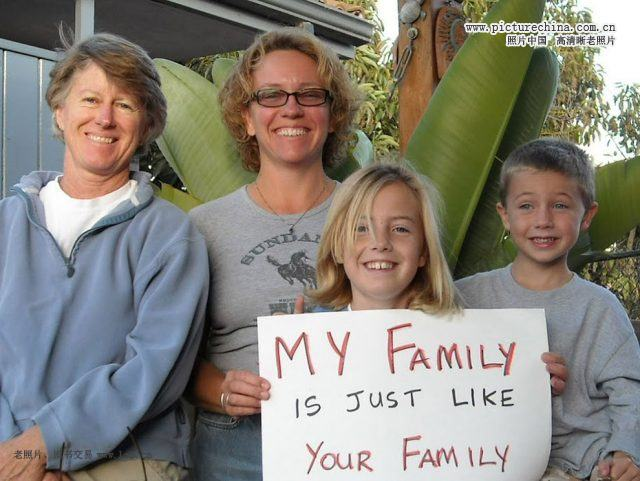 www.picturechina.com.cn
照片中国 高清晰老照片
SUNDAN
MY FAMILY
IS JUST LIKE
YOUR FAMILY